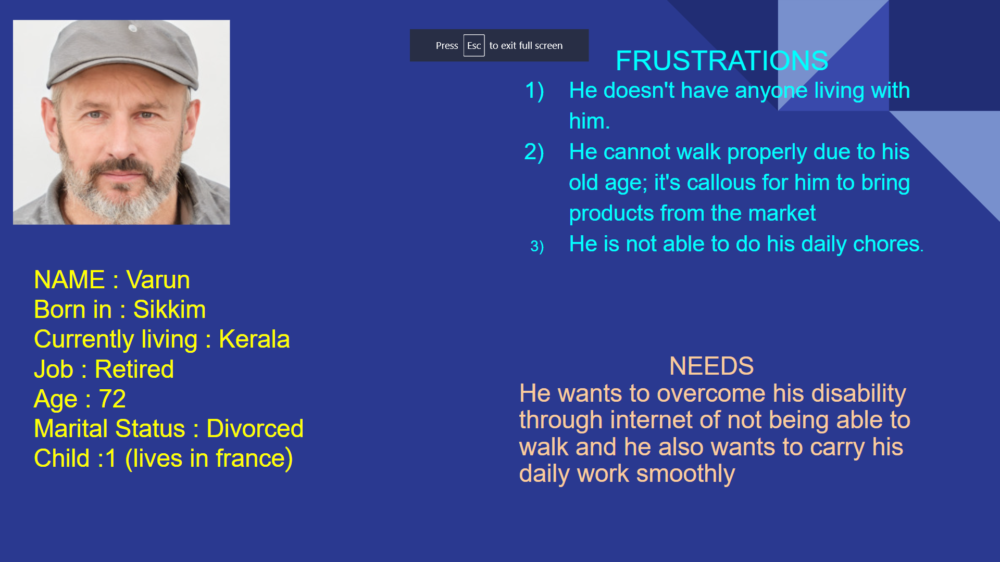 Press Esc to exit full screen
FRUSTRATIONS
1) He doesn't have anyone living with
him.
2) He cannot walk properly due to his
old age; it's callous for him to bring
products from the market
3) He is not able to do his daily chores.
NAME : Varun
Born in : Sikkim
Currently living : Kerala
Job : Retired
Age : 72
Marital Status : Divorced
Child :1 (lives in france)
NEEDS
He wants to overcome his disability
through internet of not being able to
walk and he also wants to carry his
daily work smoothly